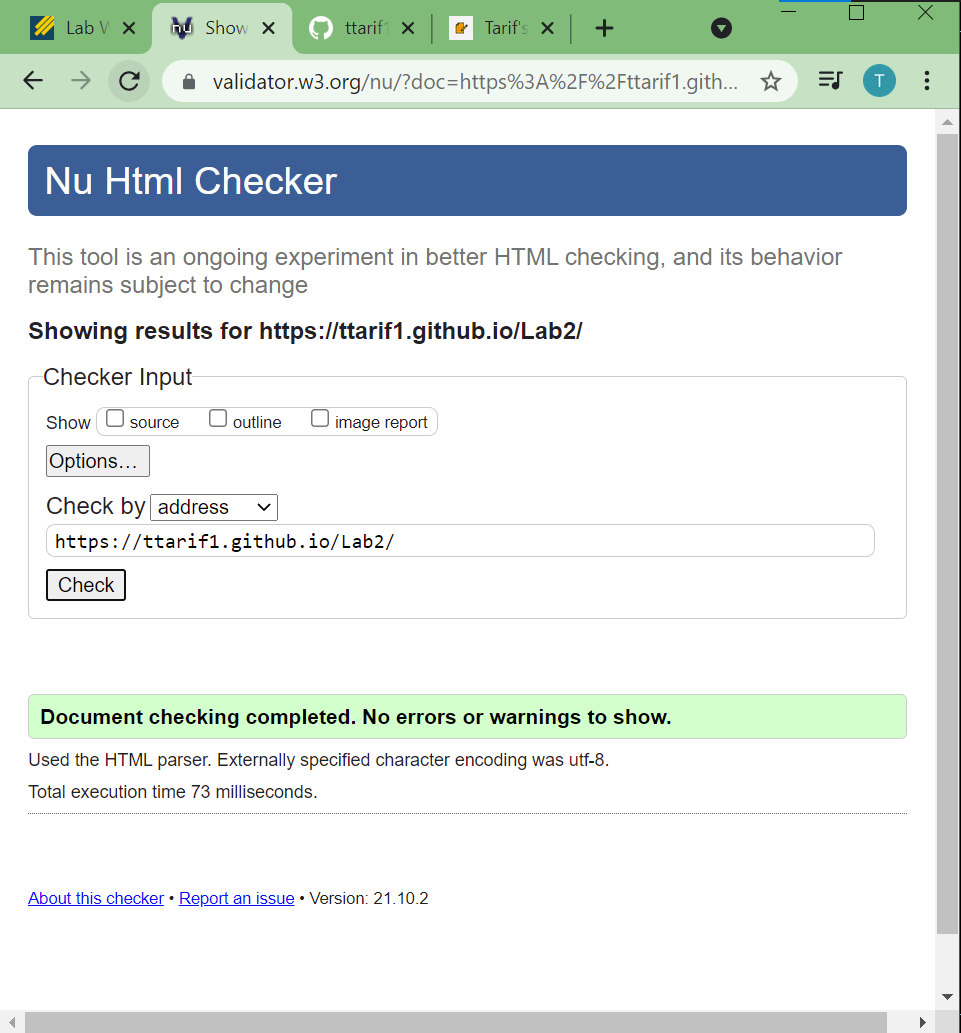 Lab W
nu
Show
ttarif
Tarif's
validator.w3.org/nu/?doc=https%3A%2F%2Fttarif1.gith...
T
Nu Html Checker
This tool is an ongoing experiment in better HTML checking, and its behavior
remains subject to change
Showing results for https://ttarif1.github.io/Lab2/
Checker Input
Show source outline image report
Options...
Check by address
https://ttarif1.github.io/Lab2/
Check
Document checking completed. No errors or warnings to show.
Used the HTML parser. Externally specified character encoding was utf-8.
Total execution time 73 milliseconds.
About this checker • Report an issue • Version: 21.10.2